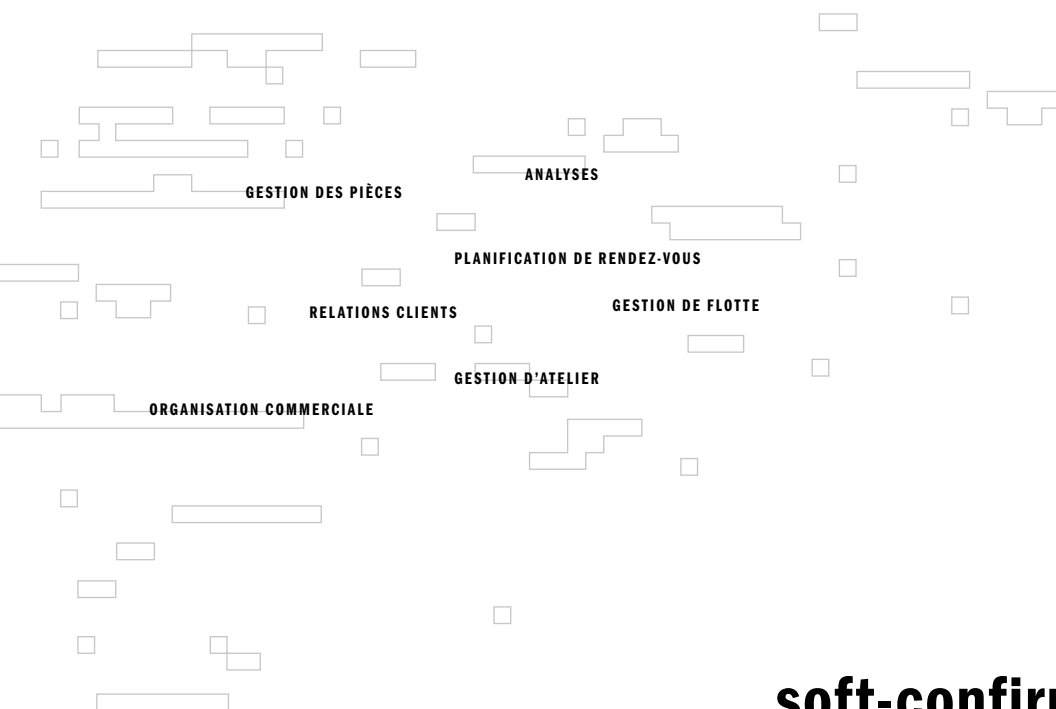 ANALYSES
GESTION DES PIÈCES
PLANIFICATION DE RENDEZ-VOUS
GESTION DE FLOTTE
RELATIONS CLIENTS
GESTION D’ATELIER
ORGANISATION COMMERCIALE